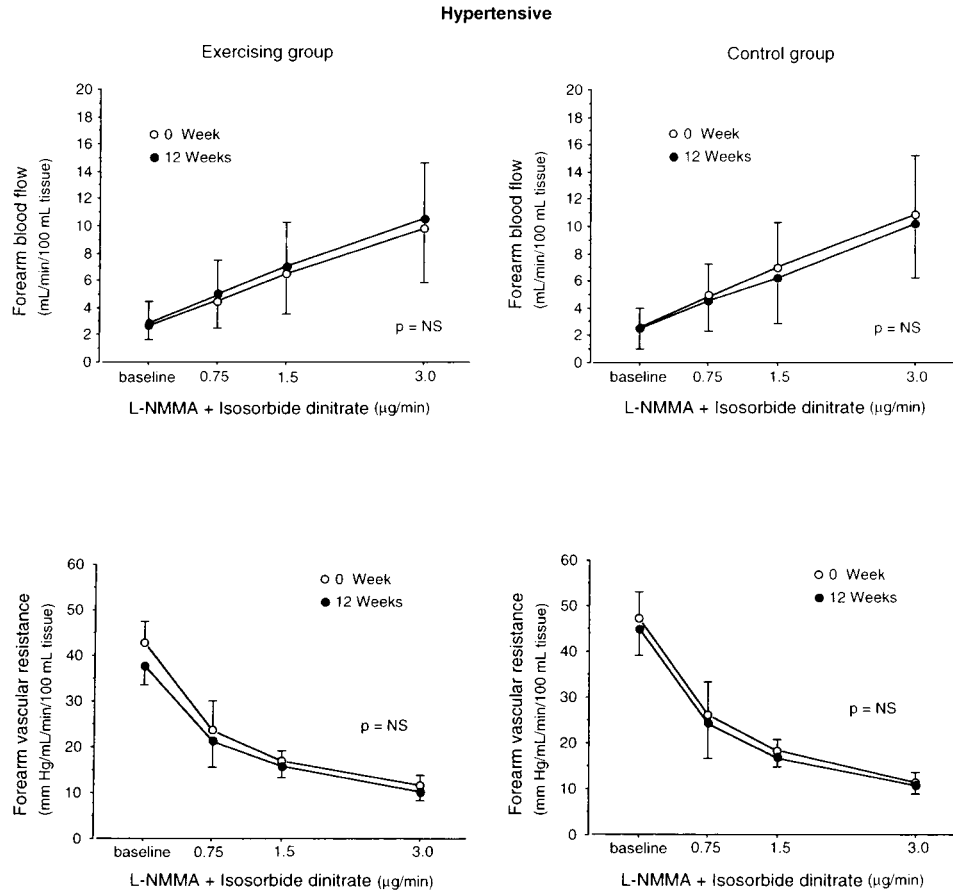 Hypertensive
Exercising group
Control group
Forearm blood flow
(mL/min/100 mL tissue)
20
18
16
14
12
10
8
6
4
2
0
0 Week
12 Weeks
p = NS
baseline 0.75 1.5 3.0
L-NMMA + Isosorbide dinitrate (μg/min)
Forearm blood flow
(mL/min/100 mL tissue)
20
18
16
14
12
10
8
6
4
2
0
0 Week
12 Weeks
p = NS
baseline 0.75 1.5 3.0
L-NMMA + Isosorbide dinitrate (μg/min)
Forearm vascular resistance
(mm Hg/mL/min/100 mL tissue)
60
50
40
30
20
10
0
0 Week
12 Weeks
p = NS
baseline 0.75 1.5 3.0
L-NMMA + Isosorbide dinitrate (μg/min)
Forearm vascular resistance
(mm Hg/mL/min/100 mL tissue)
60
50
40
30
20
10
0
0 Week
12 Weeks
p = NS
baseline 0.75 1.5 3.0
L-NMMA + Isosorbide dinitrate (μg/min)